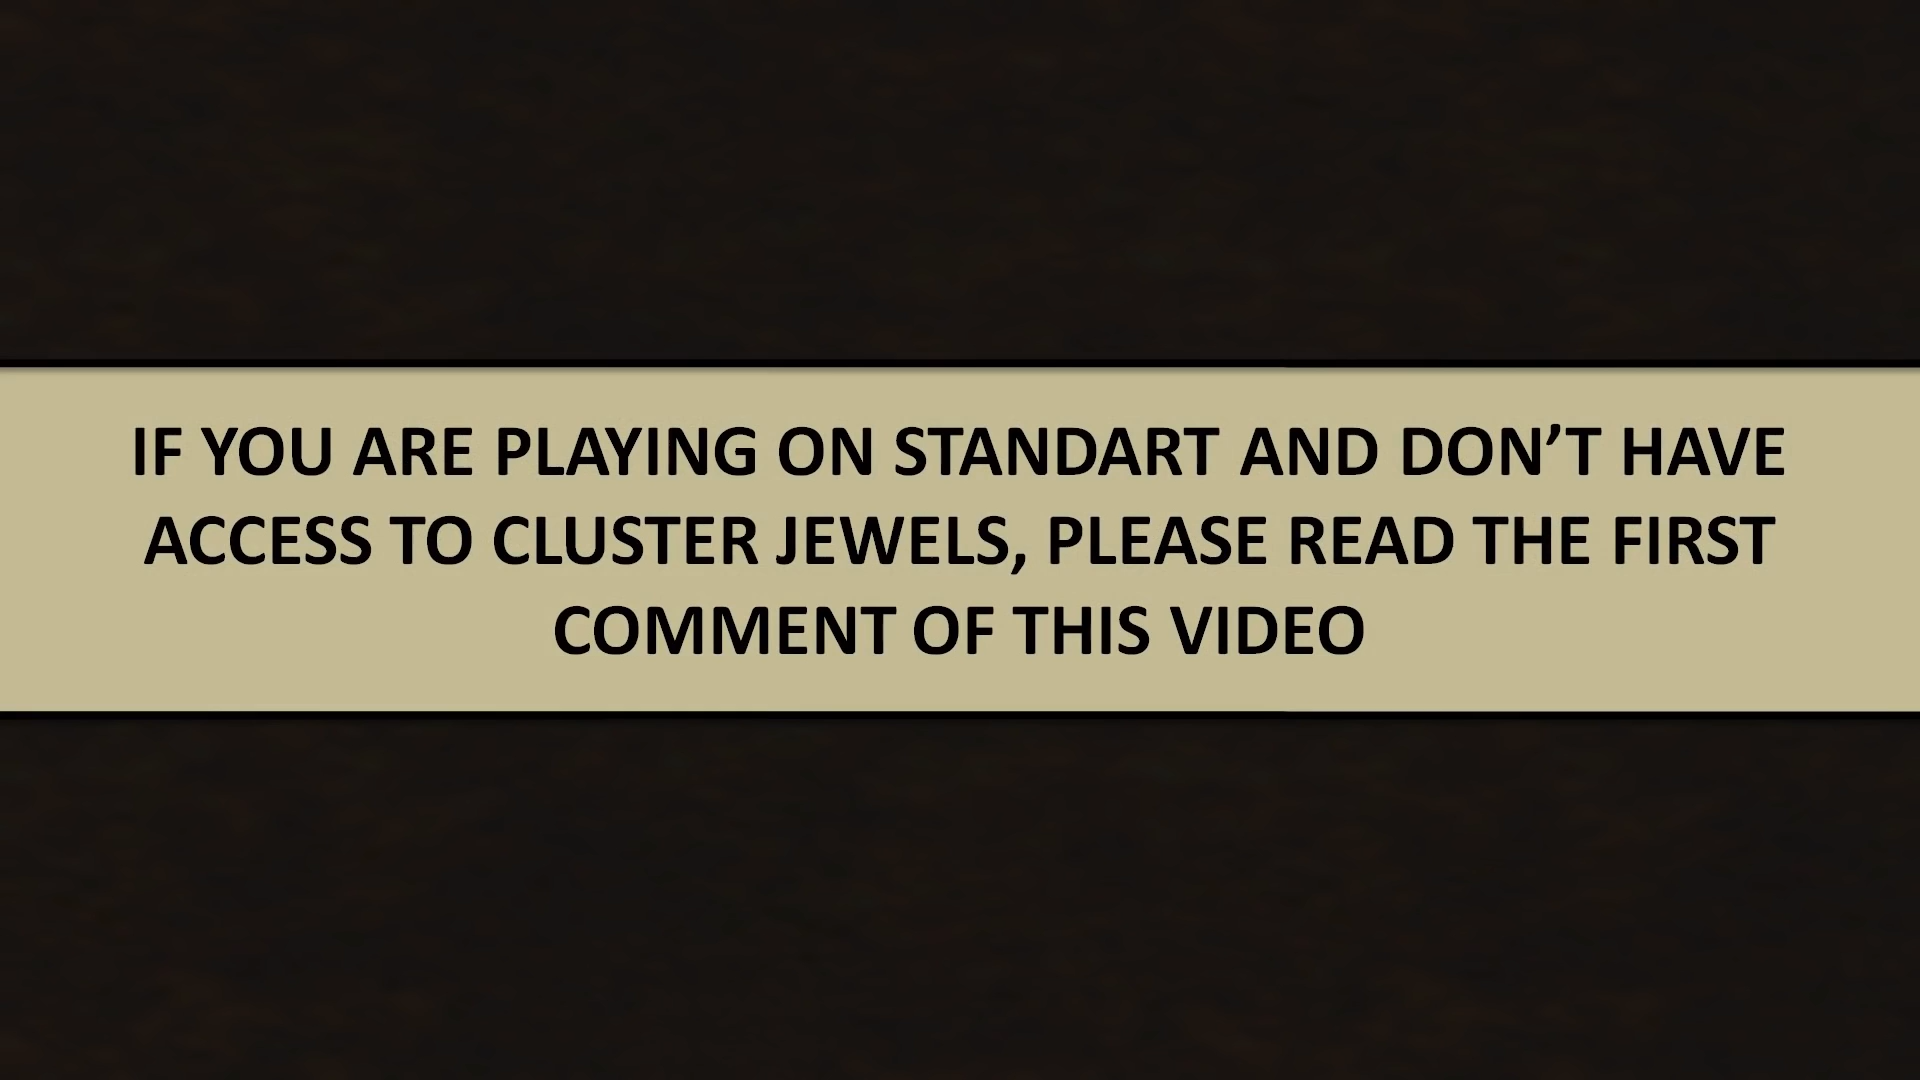 IF YOU ARE PLAYING ON STANDART AND DON’T HAVE
ACCESS TO CLUSTER JEWELS, PLEASE READ THE FIRST
COMMENT OF THIS VIDEO